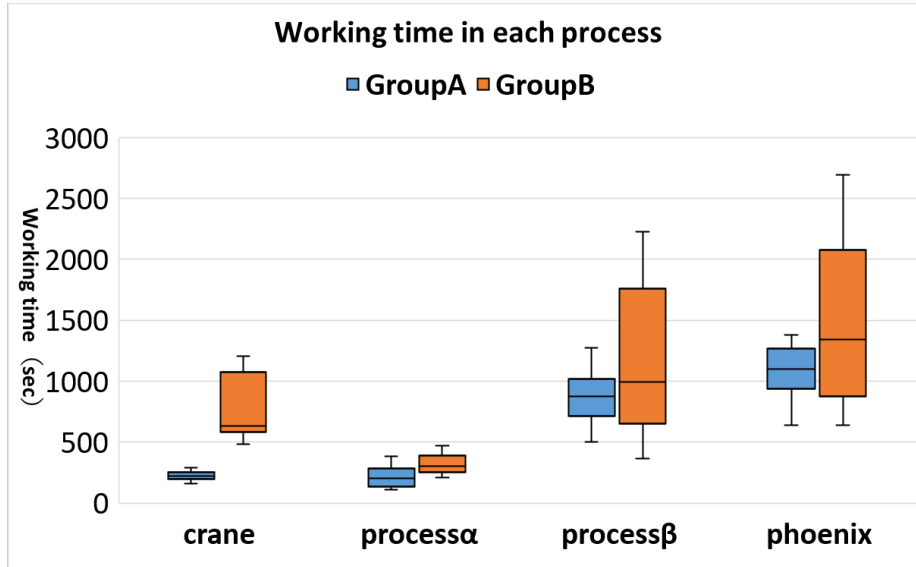 Working time in each process
GroupA GroupB
3000
2500
2000
1500
1000
500
0
Working time（sec）
crane processα processβ phoenix